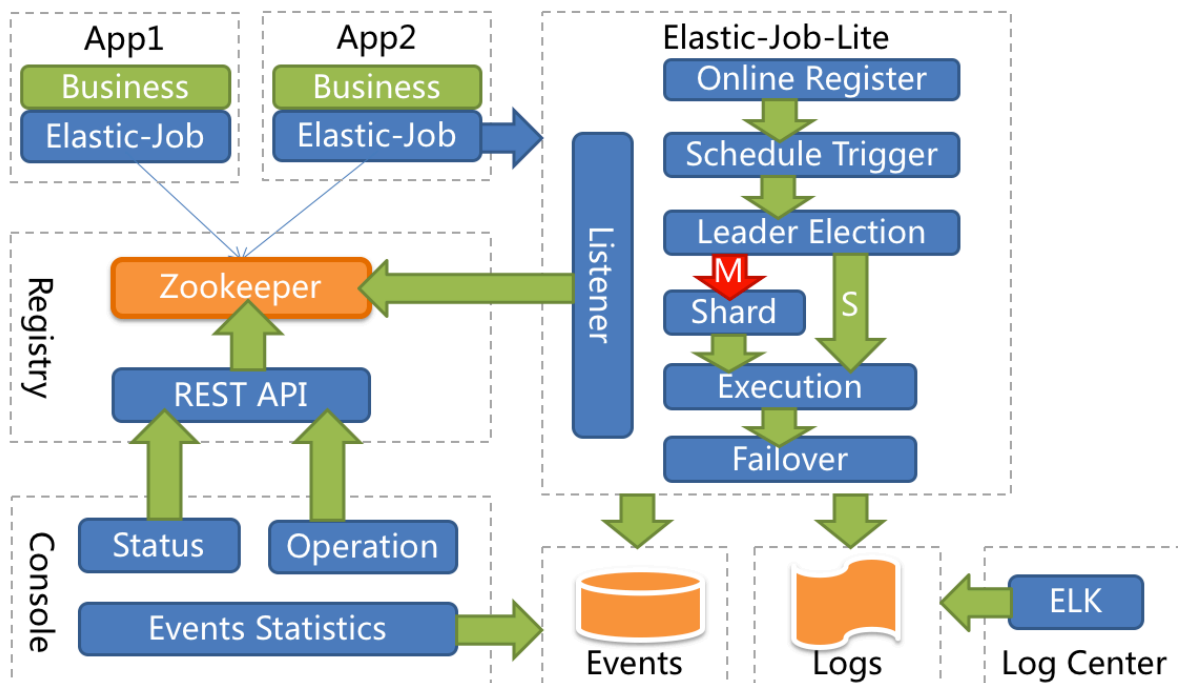 App1
Business
Elastic-Job
App2
Business
Elastic-Job
Elastic-Job-Lite
Online Register
Schedule Trigger
Leader Election
M
S
Shard
Execution
Failover
Listener
Registry
Zookeeper
REST API
Console
Status
Operation
Events Statistics
Events
Logs
ELK
Log Center